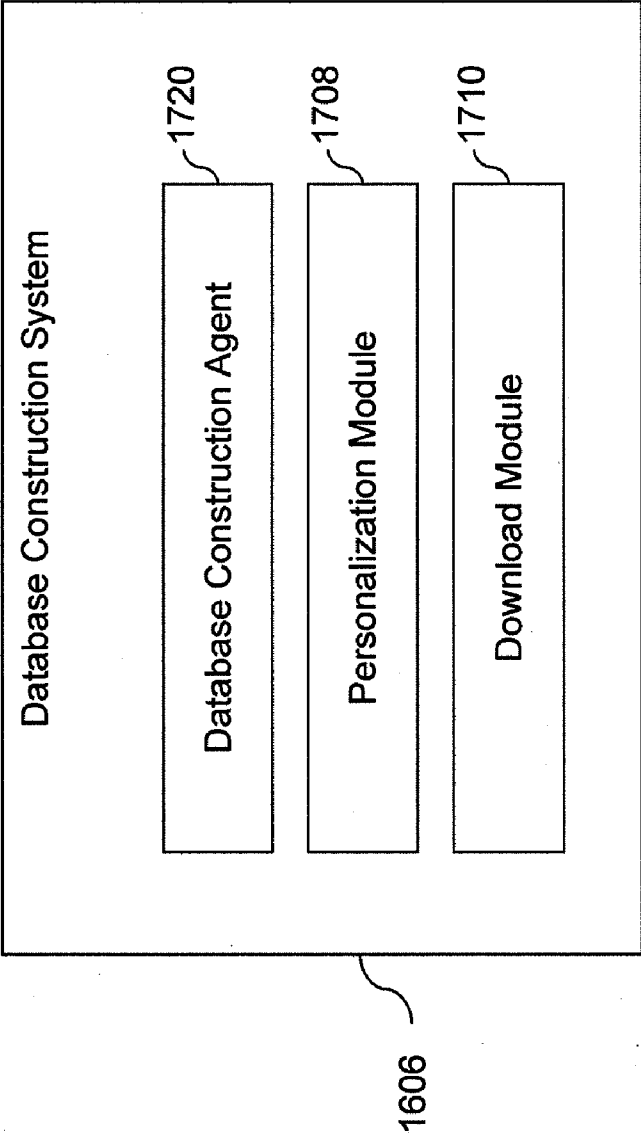 Database Construction System
Database Construction Agent
1720
Personalization Module
1708
Download Module
1710
1606